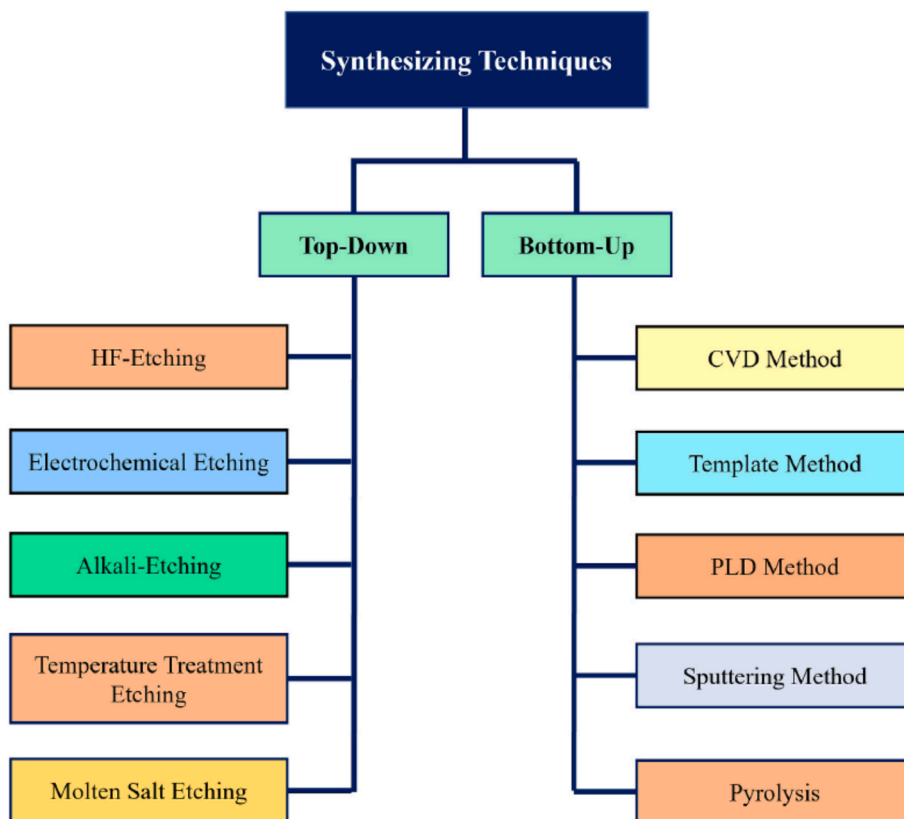 Synthesizing Techniques
Top-Down
Bottom-Up
HF-Etching
Electrochemical Etching
Alkali-Etching
Temperature Treatment
Etching
Molten Salt Etching
CVD Method
Template Method
PLD Method
Sputtering Method
Pyrolysis